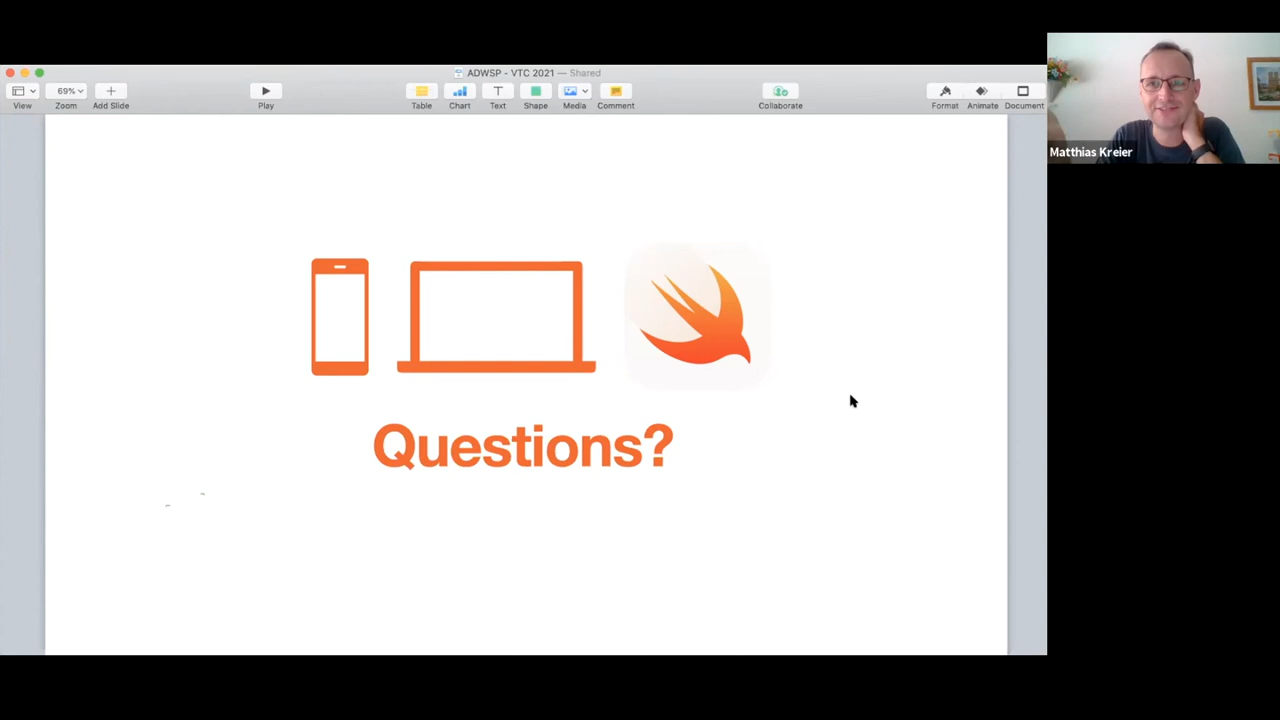 ADWSP - VTC 2021 — Shared
View
69%
Zoom
Add Slide
Play
Table
Chart
Text
Shape
Media
Comment
Collaborate
Format
Animate
Document
Matthias Kreier
Questions?